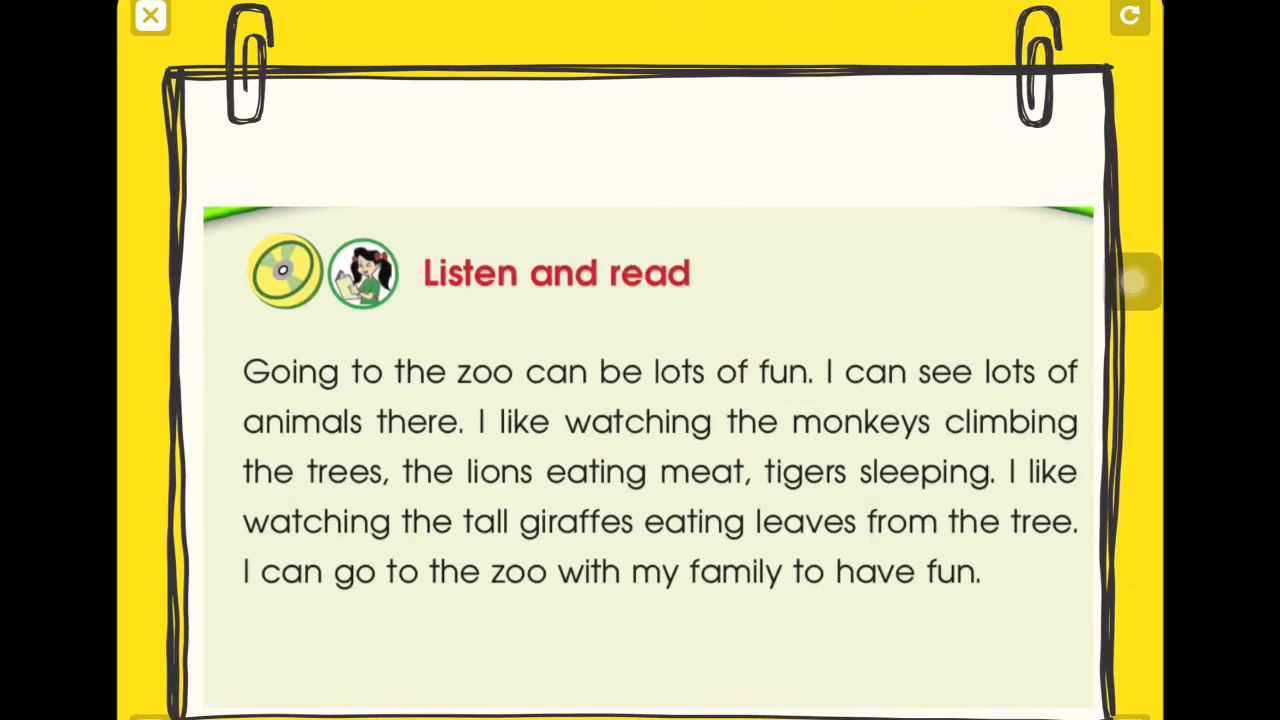 Listen and read
Going to the zoo can be lots of fun. I can see lots of
animals there. I like watching the monkeys climbing
the trees, the lions eating meat, tigers sleeping. I like
watching the tall giraffes eating leaves from the tree.
I can go to the zoo with my family to have fun.